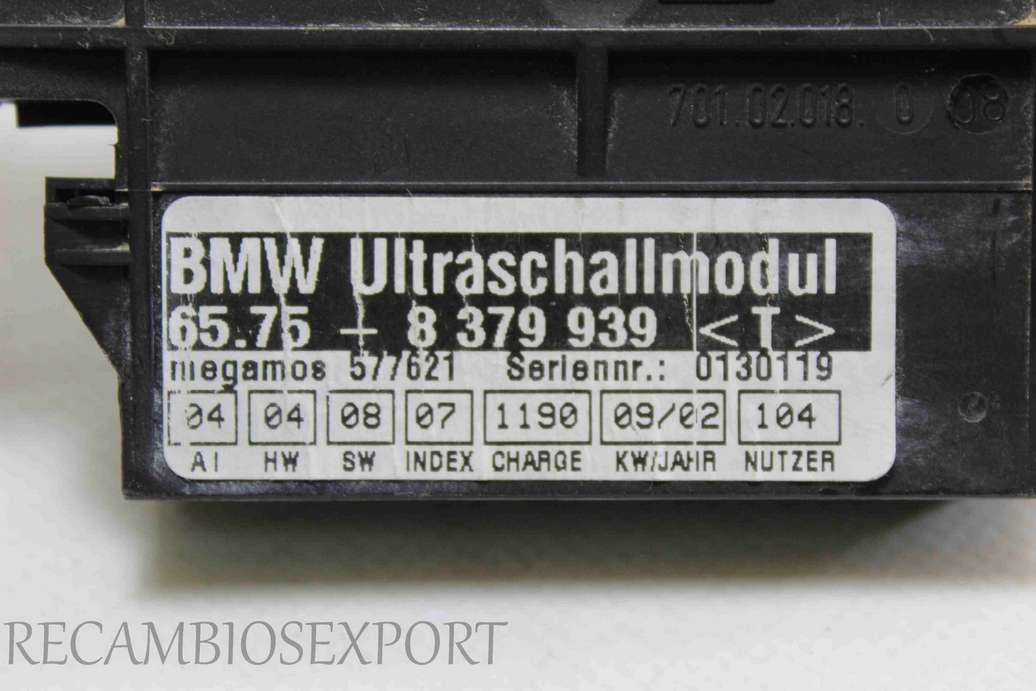 701.02.018. 0 08
BMW Ultraschallmodul
65.75 - 8 379 939 <T>
megamos 577621 Seriennr.: 0130119
04 04 08 07 1190 09/02 104
AI HW SW INDEX CHARGE KW/JAHR NUTZER
RECAMBIOSEXPORT